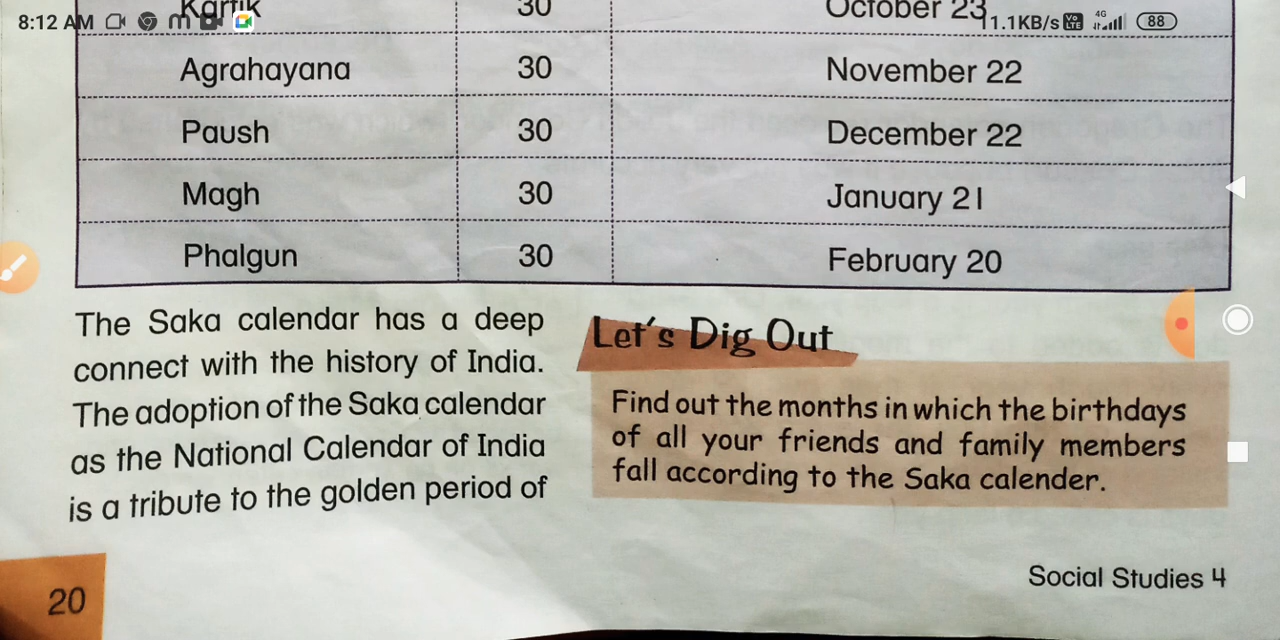 8:12 AM
11.1KB/s Vo LTE 4G 88
Kartik 30 October 23
Agrahayana 30 November 22
Paush 30 December 22
Magh 30 January 21
Phalgun 30 February 20
The Saka calendar has a deep
connect with the history of India.
The adoption of the Saka calendar
as the National Calendar of India
is a tribute to the golden period of
Let's Dig Out
Find out the months in which the birthdays
of all your friends and family members
fall according to the Saka calender.
20
Social Studies 4